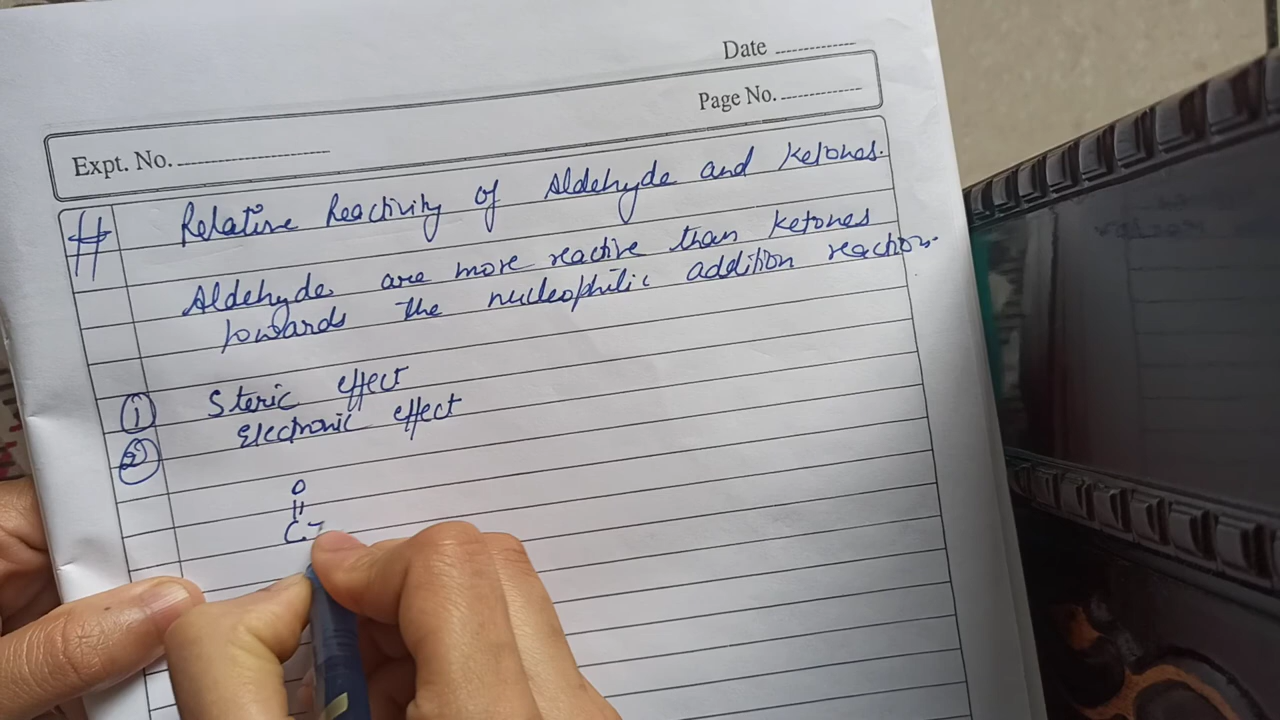 Date
Page No.
Expt. No.
# Relative Reactivity of Aldehyde and Ketones.
Aldehyde are more reactive than ketones
towards the nucleophilic addition reaction.
① Steric effect
② Electronic effect
O
||
C